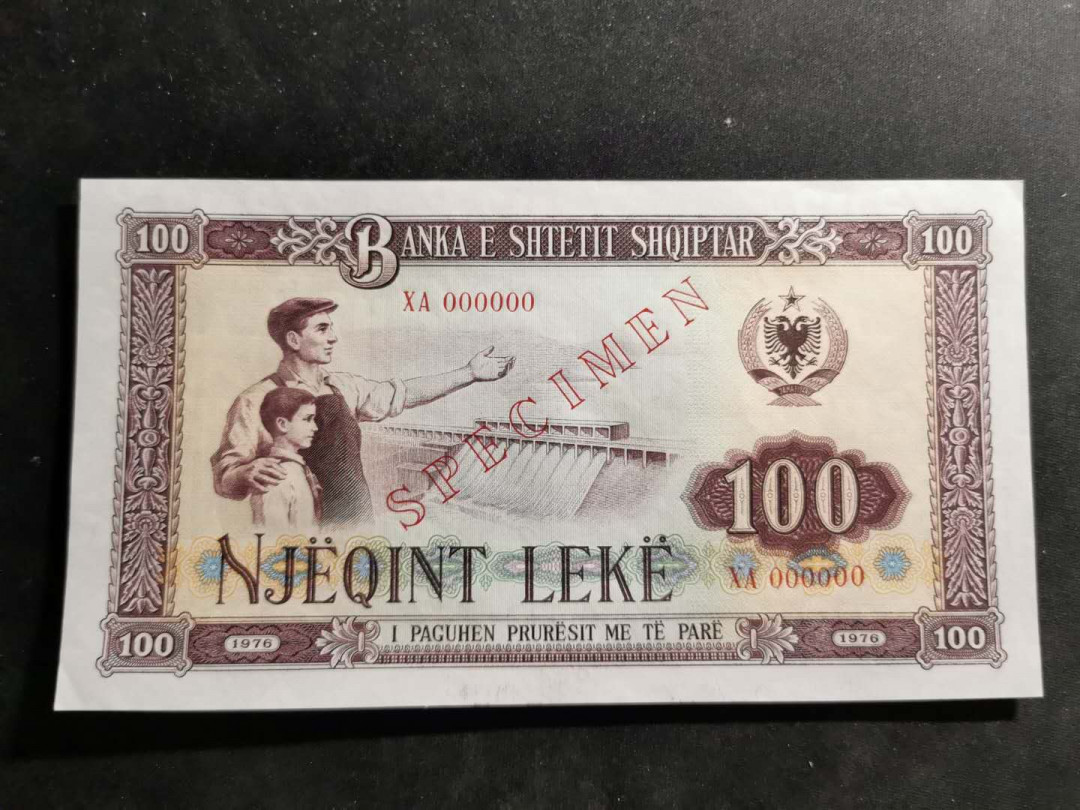 100 BANKA E SHTETIT SHQIPTAR 100
XA 000000
SPECIMEN
100
NJËQINT LEKË
XA 000000
100 1976 I PAGUHEN PRURËSIT ME TË PARË 1976 100